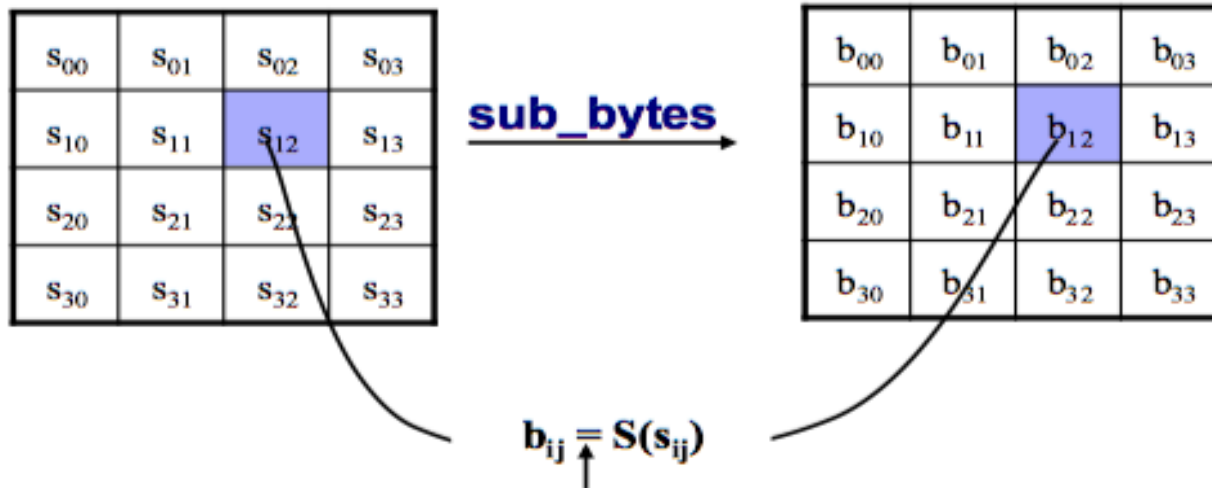 s₀₀ s₀₁ s₀₂ s₀₃
s₁₀ s₁₁ s₁₂ s₁₃
s₂₀ s₂₁ s₂₂ s₂₃
s₃₀ s₃₁ s₃₂ s₃₃
sub_bytes
b₀₀ b₀₁ b₀₂ b₀₃
b₁₀ b₁₁ b₁₂ b₁₃
b₂₀ b₂₁ b₂₂ b₂₃
b₃₀ b₃₁ b₃₂ b₃₃
bᵢⱼ = S(sᵢⱼ)